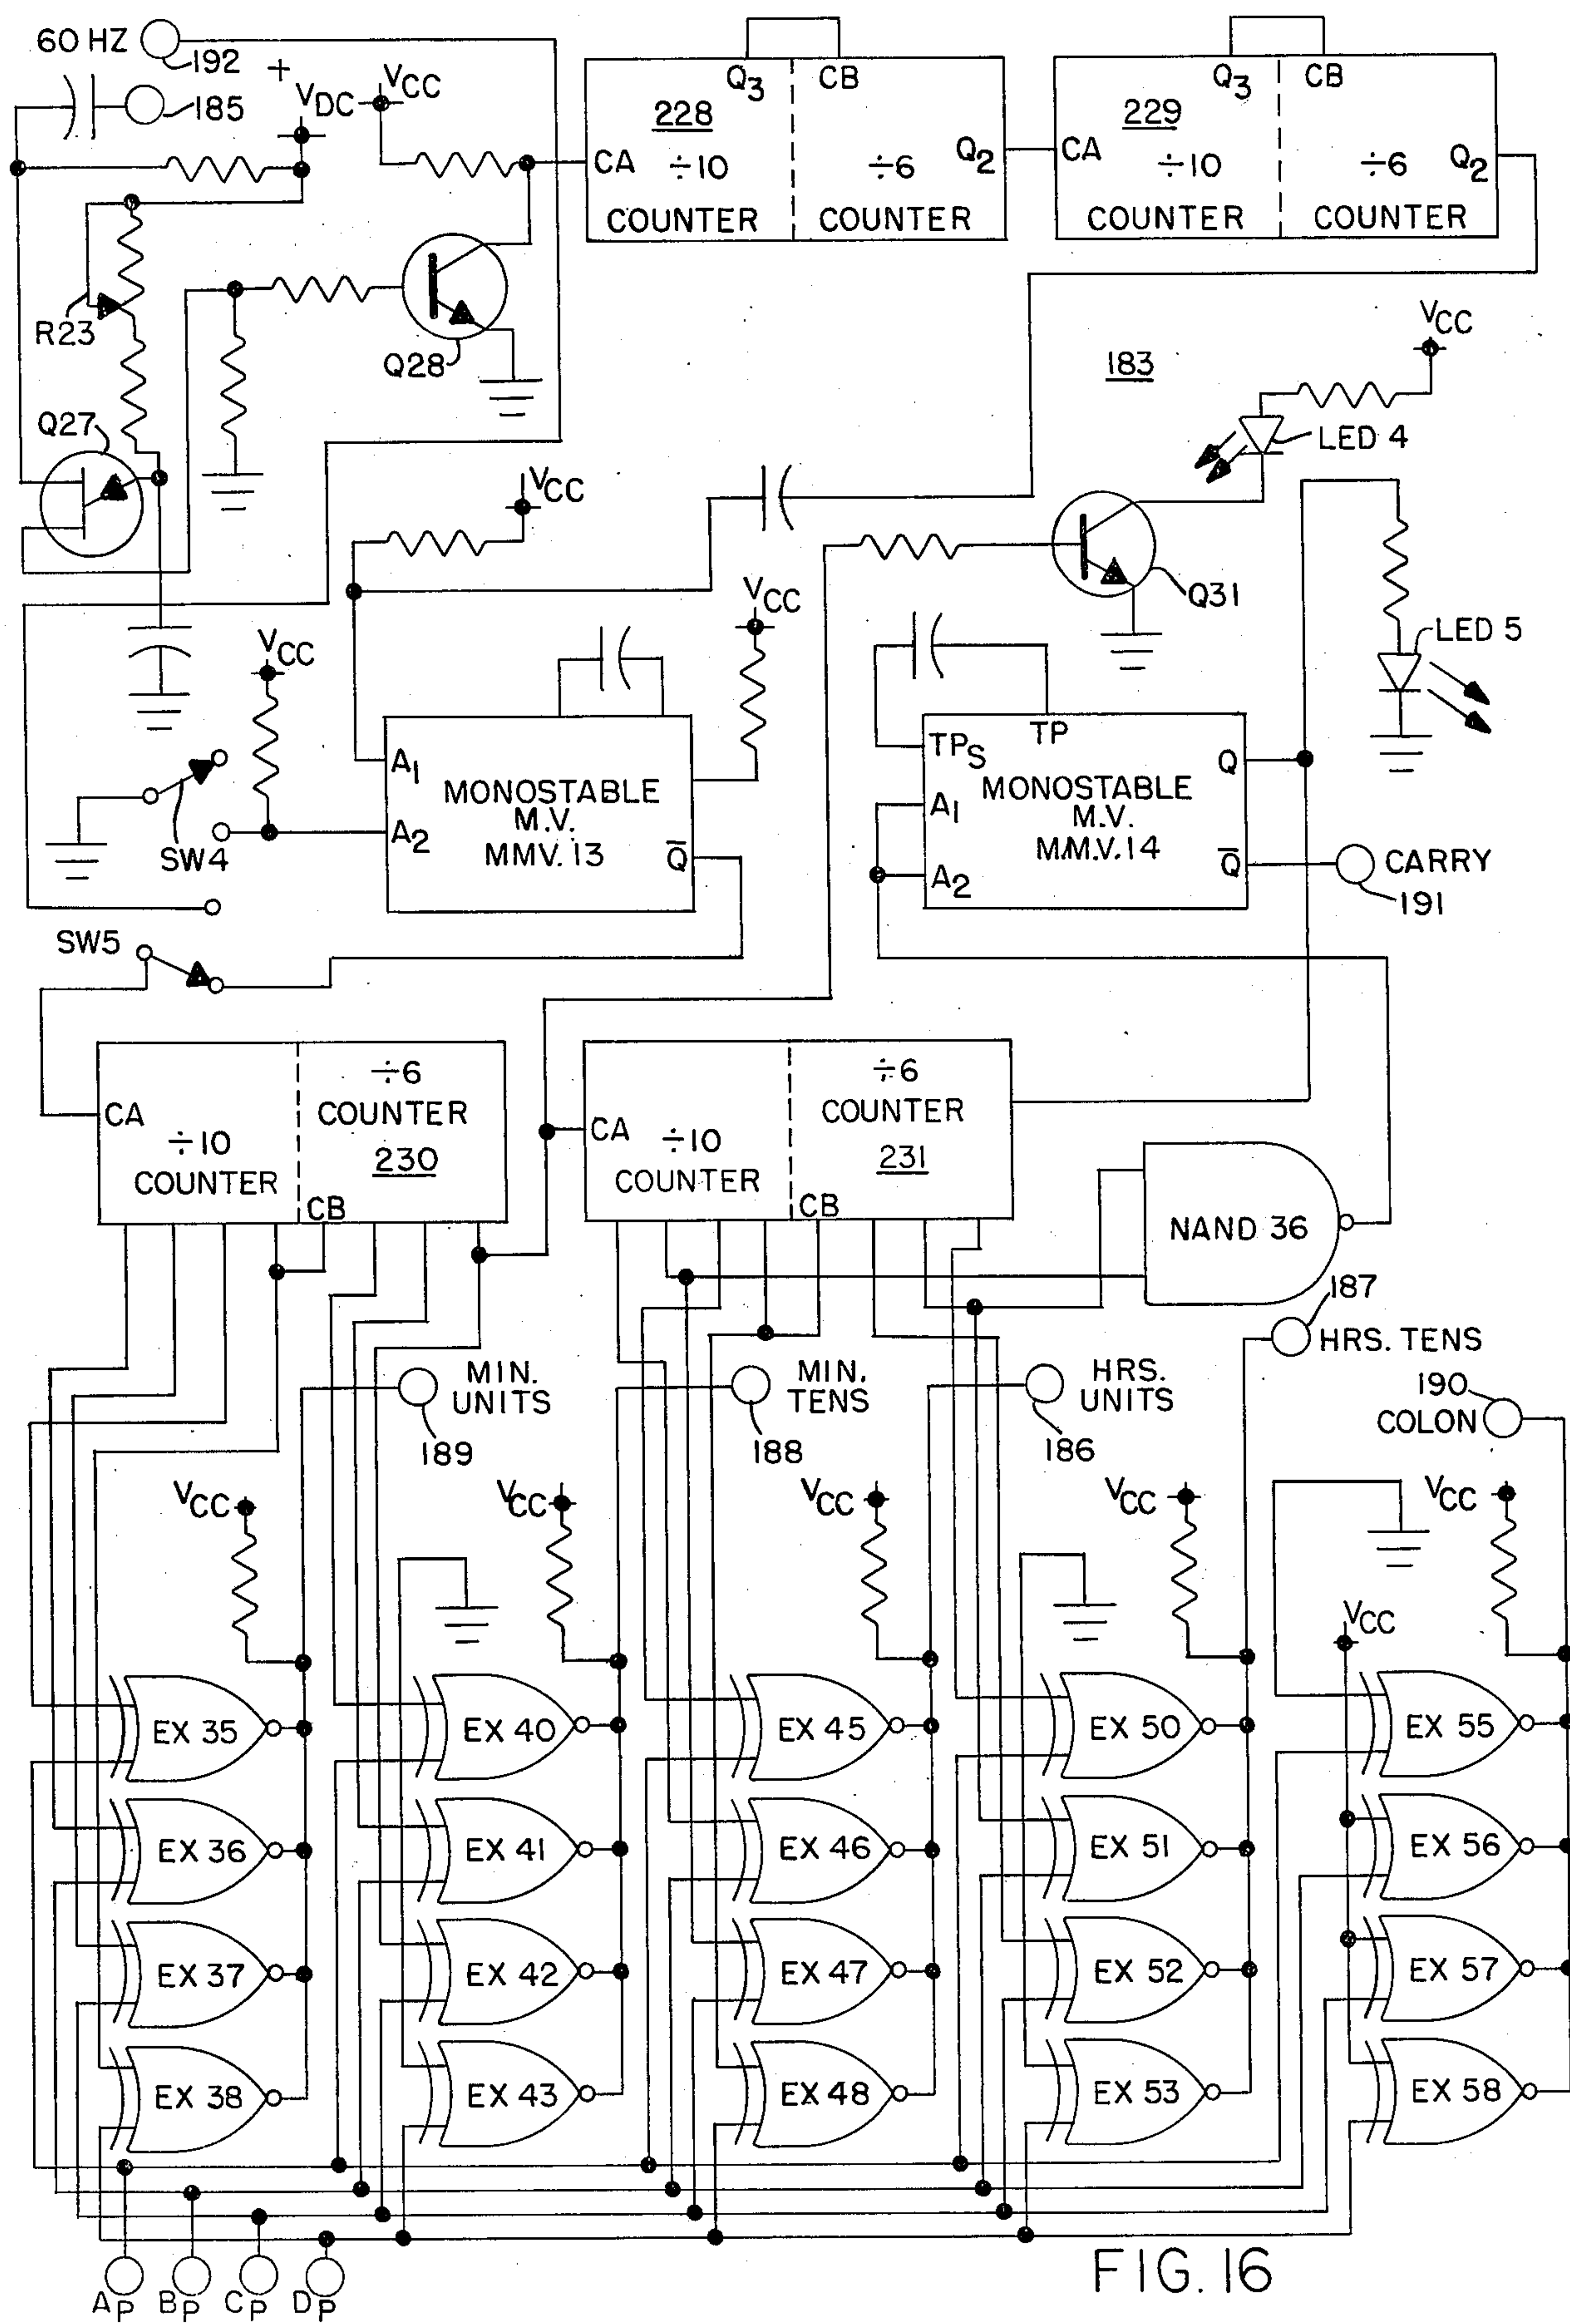 60 HZ
192
+
VDC
VCC
185
Q3 CB
228
CA ÷10 ÷6 Q2
COUNTER COUNTER
Q3 CB
229
CA ÷10 ÷6 Q2
COUNTER COUNTER
R23
Q28
Q27
183
VCC
LED 4
VCC
Q31
VCC
LED 5
VCC
A1
MONOSTABLE
M.V.
MMV. 13
A2
Q̅
SW4
TPS TP
MONOSTABLE
M.V.
M.M.V. 14
A1
A2
Q
Q̅
CARRY
191
SW5
CA
÷10
COUNTER
÷6
COUNTER
230
CB
CA
÷10
COUNTER
÷6
COUNTER
231
CB
NAND 36
187
HRS. TENS
MIN.
UNITS
189
MIN.
TENS
188
HRS.
UNITS
186
190
COLON
VCC
VCC
VCC
VCC
VCC
VCC
EX 35
EX 40
EX 45
EX 50
EX 55
EX 36
EX 41
EX 46
EX 51
EX 56
EX 37
EX 42
EX 47
EX 52
EX 57
EX 38
EX 43
EX 48
EX 53
EX 58
AP BP CP DP
FIG. 16